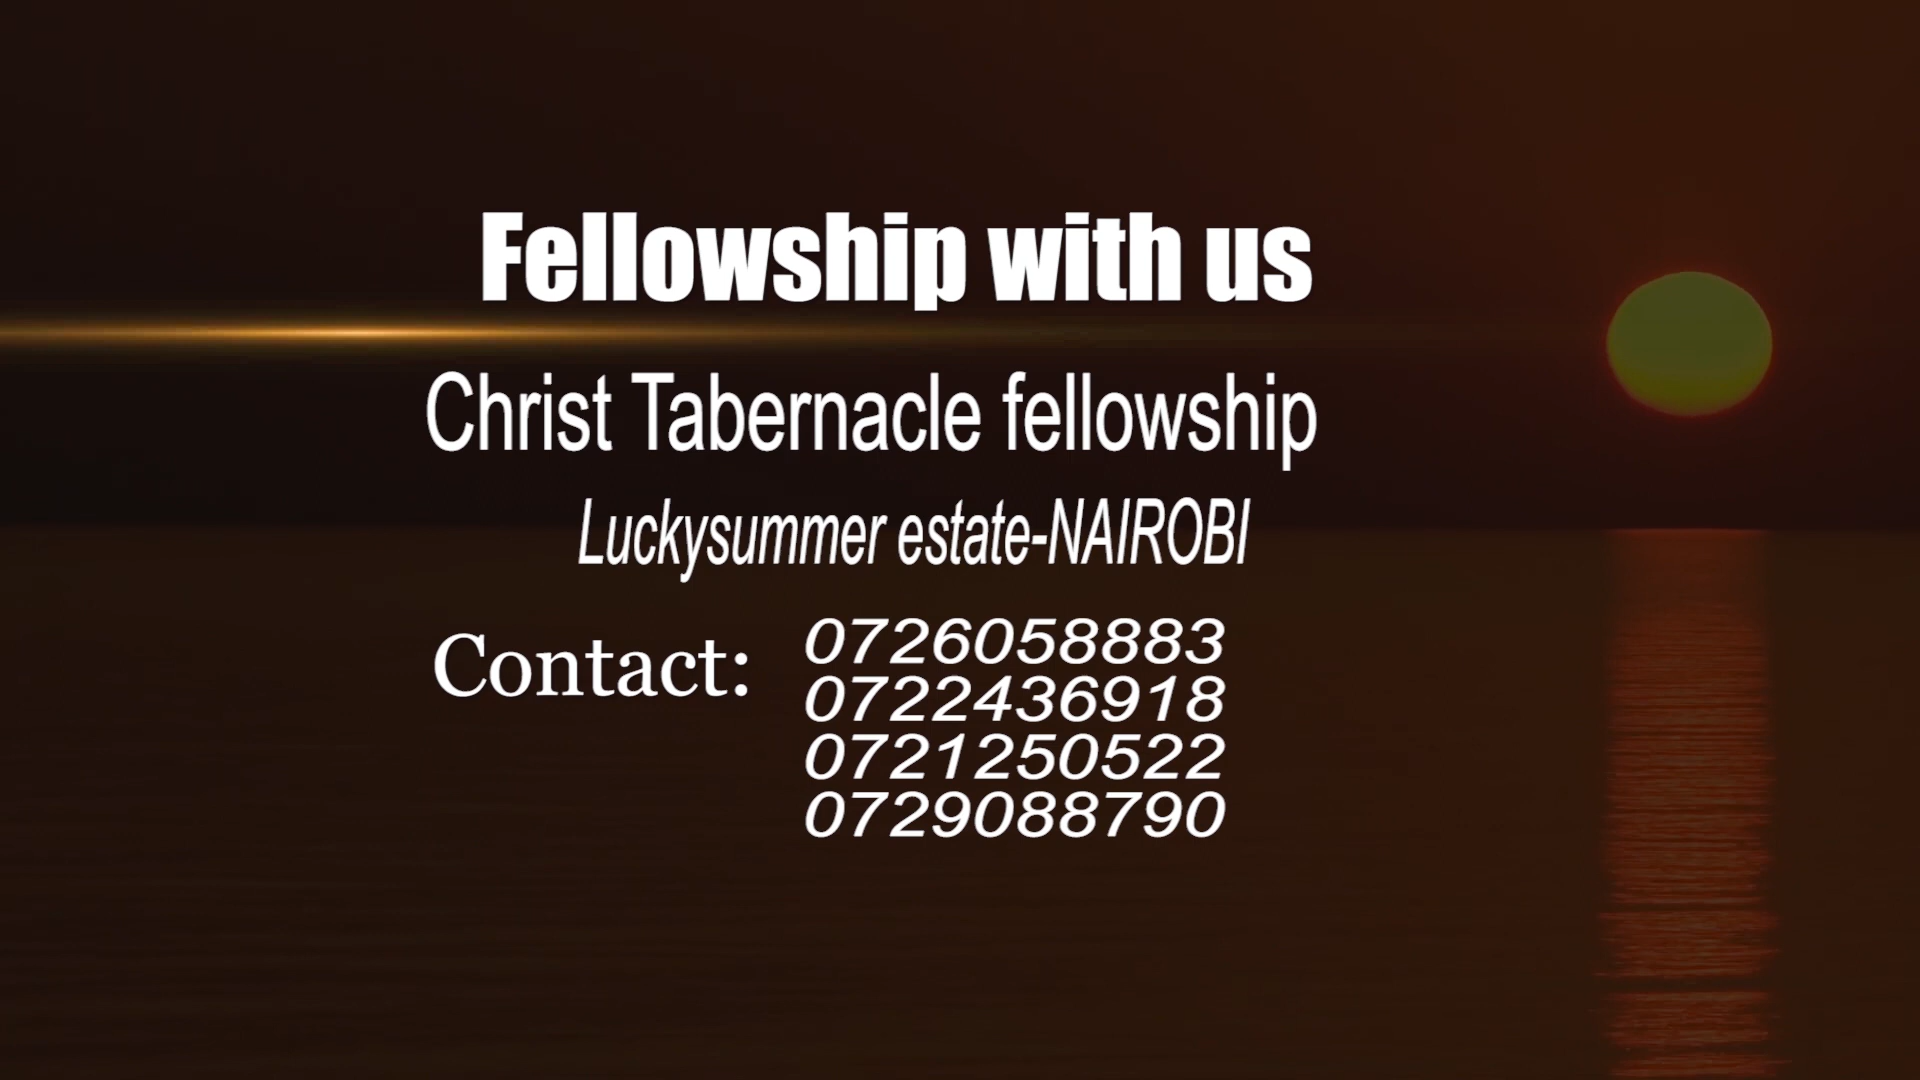 Fellowship with us
Christ Tabernacle fellowship
Luckysummer estate-NAIROBI
Contact:
0726058883
0722436918
0721250522
0729088790